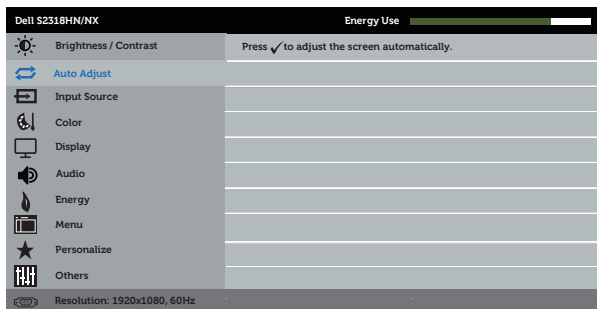 Dell S2318HN/NX Energy Use
Brightness / Contrast
Press ✓ to adjust the screen automatically.
Auto Adjust
Input Source
Color
Display
Audio
Energy
Menu
Personalize
Others
Resolution: 1920x1080, 60Hz